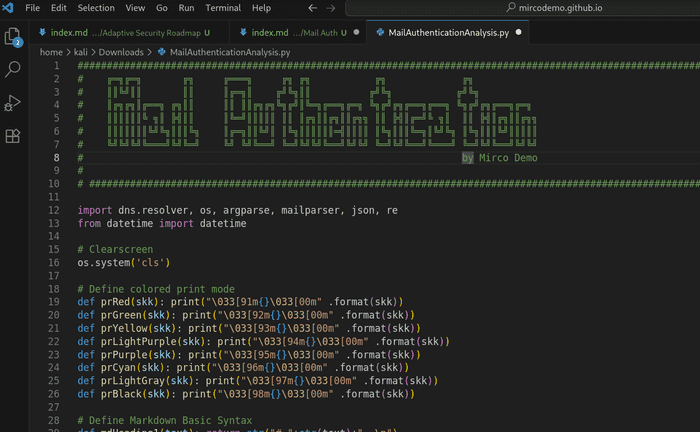 File Edit Selection View Go Run Terminal Help mircodemo.github.io
index.md .../Adaptive Security Roadmap U index.md .../Mail Auth U MailAuthenticationAnalysis.py
2
home > kali > Downloads > MailAuthenticationAnalysis.py
1 ####################################################################################################
2 #
3 #
4 #
5 #
6 #
7 #
8 # by Mirco Demo
9 #
10 # ##################################################################################################
11
12 import dns.resolver, os, argparse, mailparser, json, re
13 from datetime import datetime
14
15 # Clearscreen
16 os.system('cls')
17
18 # Define colored print mode
19 def prRed(skk): print("\033[91m{}\033[00m" .format(skk))
20 def prGreen(skk): print("\033[92m{}\033[00m" .format(skk))
21 def prYellow(skk): print("\033[93m{}\033[00m" .format(skk))
22 def prLightPurple(skk): print("\033[94m{}\033[00m" .format(skk))
23 def prPurple(skk): print("\033[95m{}\033[00m" .format(skk))
24 def prCyan(skk): print("\033[96m{}\033[00m" .format(skk))
25 def prLightGray(skk): print("\033[97m{}\033[00m" .format(skk))
26 def prBlack(skk): print("\033[98m{}\033[00m" .format(skk))
27
28 # Define Markdown Basic Syntax